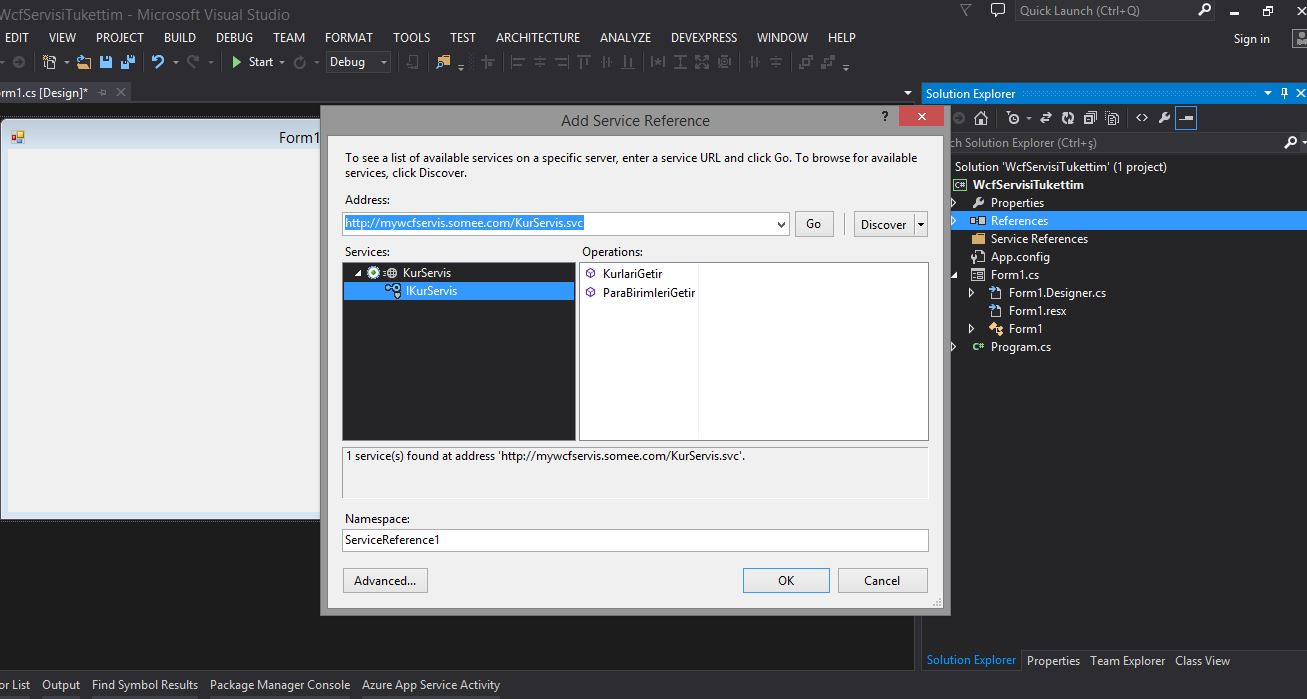 WcfServisiTukettim - Microsoft Visual Studio
Quick Launch (Ctrl+Q)
EDIT VIEW PROJECT BUILD DEBUG TEAM FORMAT TOOLS TEST ARCHITECTURE ANALYZE DEVEXPRESS WINDOW HELP
Sign in
Start Debug
rm1.cs [Design]*
Solution Explorer
Form1
Add Service Reference
?
To see a list of available services on a specific server, enter a service URL and click Go. To browse for available
services, click Discover.
Address:
http://mywcfservis.somee.com/KurServis.svc
Go
Discover
Services:
Operations:
KurServis
IKurServis
KurlariGetir
ParaBirimleriGetir
1 service(s) found at address 'http://mywcfservis.somee.com/KurServis.svc'.
Namespace:
ServiceReference1
Advanced...
OK
Cancel
ch Solution Explorer (Ctrl+ş)
Solution 'WcfServisiTukettim' (1 project)
C# WcfServisiTukettim
Properties
References
Service References
App.config
Form1.cs
Form1.Designer.cs
Form1.resx
Form1
C# Program.cs
Solution Explorer Properties Team Explorer Class View
or List Output Find Symbol Results Package Manager Console Azure App Service Activity